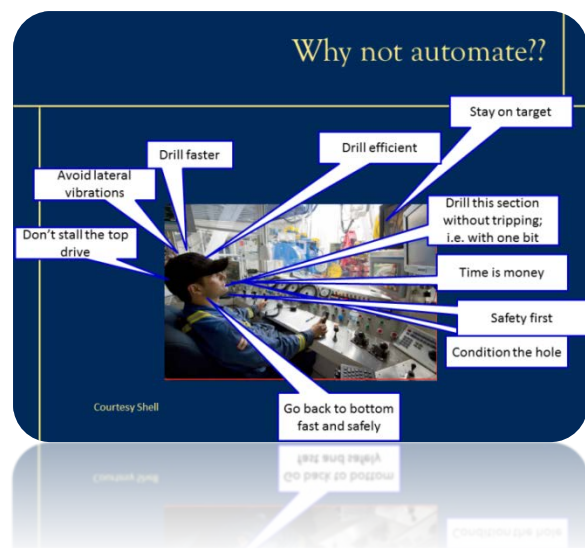 Why not automate??
Stay on target
Drill efficient
Drill faster
Avoid lateral
vibrations
Drill this section
without tripping;
i.e. with one bit
Don't stall the top
drive
Time is money
Safety first
Condition the hole
Go back to bottom
fast and safely
Courtesy Shell